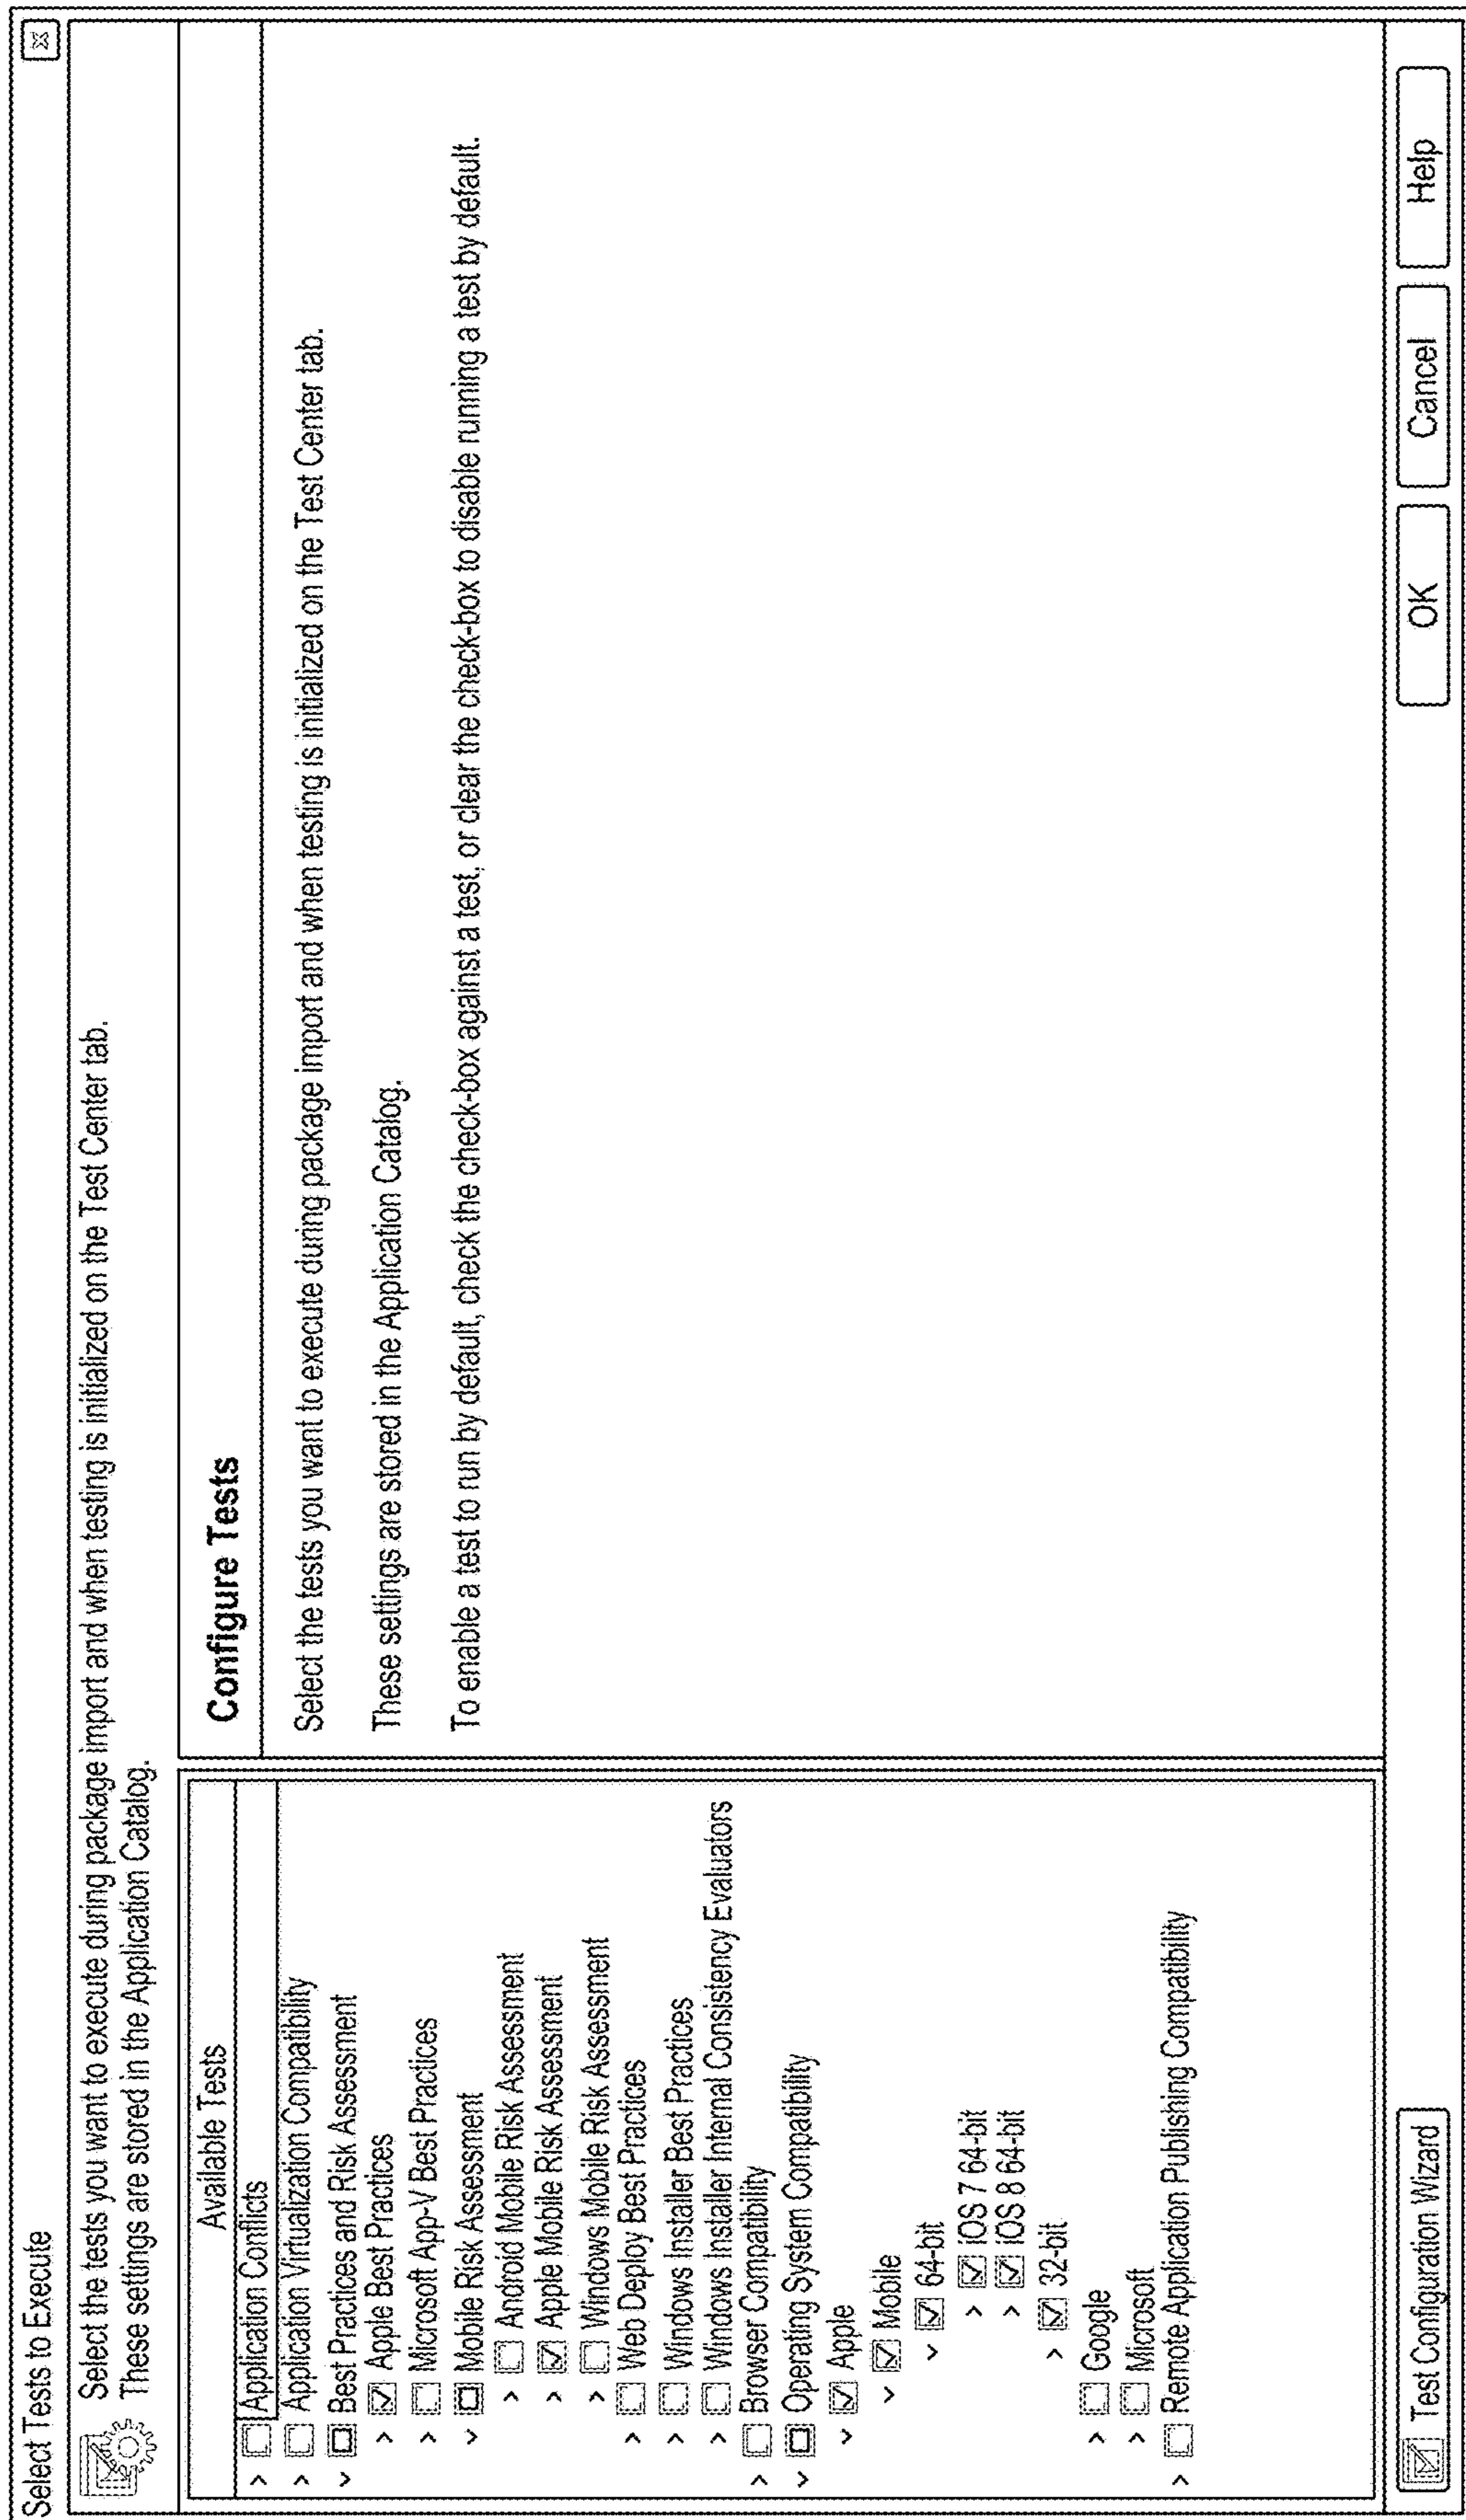 Select Tests to Execute
Select the tests you want to execute during package import and when testing is initialized on the Test Center tab.
These settings are stored in the Application Catalog.
Available Tests
Application Conflicts
Application Virtualization Compatibility
Best Practices and Risk Assessment
Apple Best Practices
Microsoft App-V Best Practices
Mobile Risk Assessment
Android Mobile Risk Assessment
Apple Mobile Risk Assessment
Windows Mobile Risk Assessment
Web Deploy Best Practices
Windows Installer Best Practices
Windows Installer Internal Consistency Evaluators
Browser Compatibility
Operating System Compatibility
Apple
Mobile
64-bit
iOS 7 64-bit
iOS 8 64-bit
32-bit
Google
Microsoft
Remote Application Publishing Compatibility
Configure Tests
Select the tests you want to execute during package import and when testing is initialized on the Test Center tab.
These settings are stored in the Application Catalog.
To enable a test to run by default, check the check-box against a test, or clear the check-box to disable running a test by default.
Test Configuration Wizard
OK
Cancel
Help